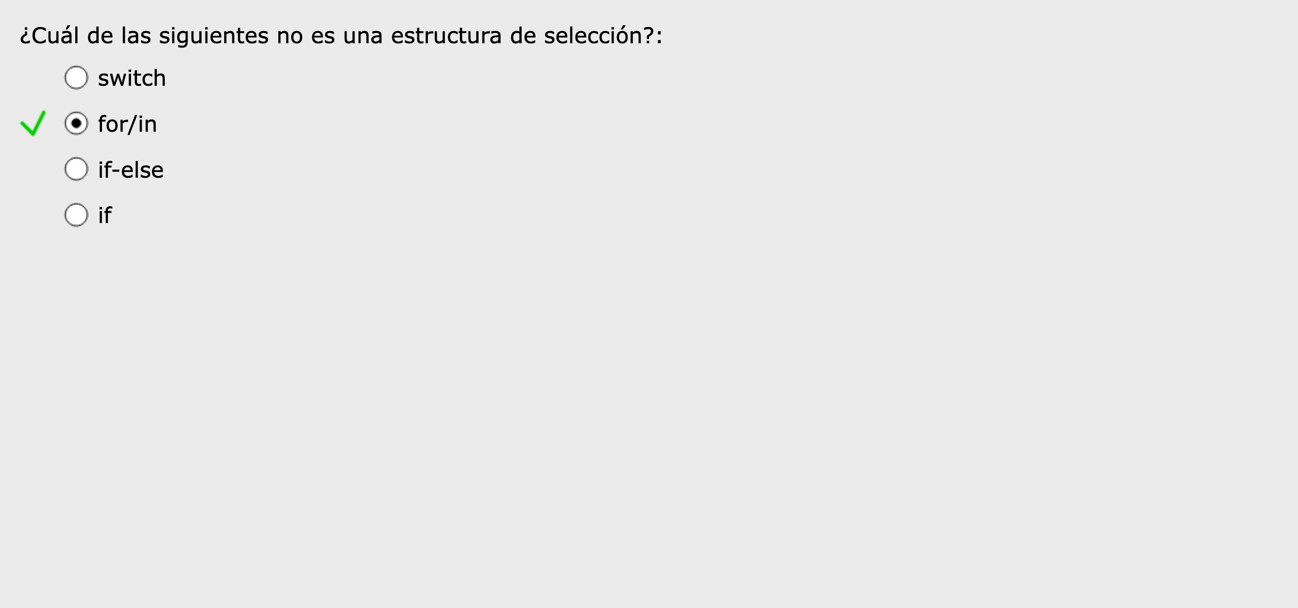 ¿Cuál de las siguientes no es una estructura de selección?:
switch
for/in
if-else
if